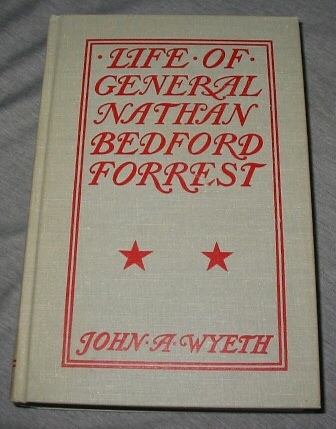 ·LIFE·OF·
GENERAL
NATHAN
BEDFORD
FORREST
JOHN·A·WYETH